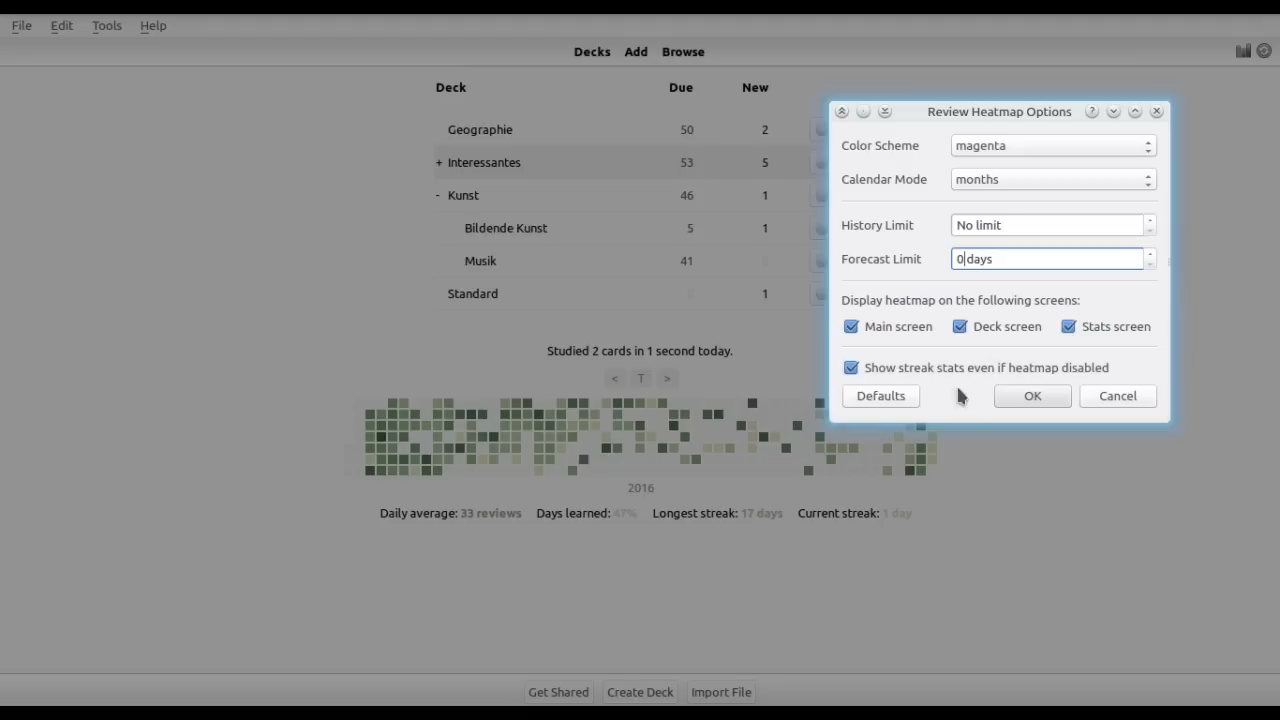 File Edit Tools Help
Decks Add Browse
Deck Due New
Geographie 50 2
+ Interessantes 53 5
- Kunst 46 1
Bildende Kunst 5 1
Musik 41
Standard 1
Studied 2 cards in 1 second today.
< T >
2016
Daily average: 33 reviews Days learned: 47% Longest streak: 17 days Current streak: 1 day
Get Shared Create Deck Import File
Review Heatmap Options
Color Scheme magenta
Calendar Mode months
History Limit No limit
Forecast Limit 0 days
Display heatmap on the following screens:
Main screen Deck screen Stats screen
Show streak stats even if heatmap disabled
Defaults OK Cancel